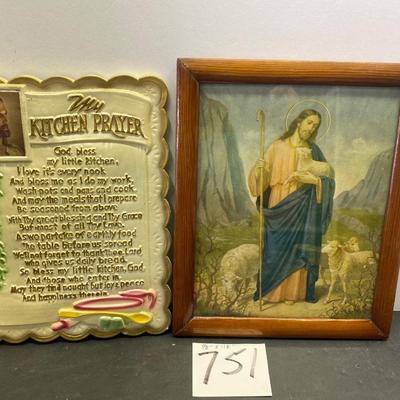 My
KITCHEN PRAYER
God bless
my little kitchen,
I love its every nook
And bless me as I do my work,
Wash pots and pans and cook.
And may the meals that I prepare
Be seasoned from above
With thy great blessing and thy Grace
But most of all thy Love.
As we partake of earthly food
The table before us spread
We'll not forget to thank thee Lord
who gives us daily bread.
So bless my little kitchen, God
And those who enter in.
May they find naught but joy, peace
And happiness therein.
751